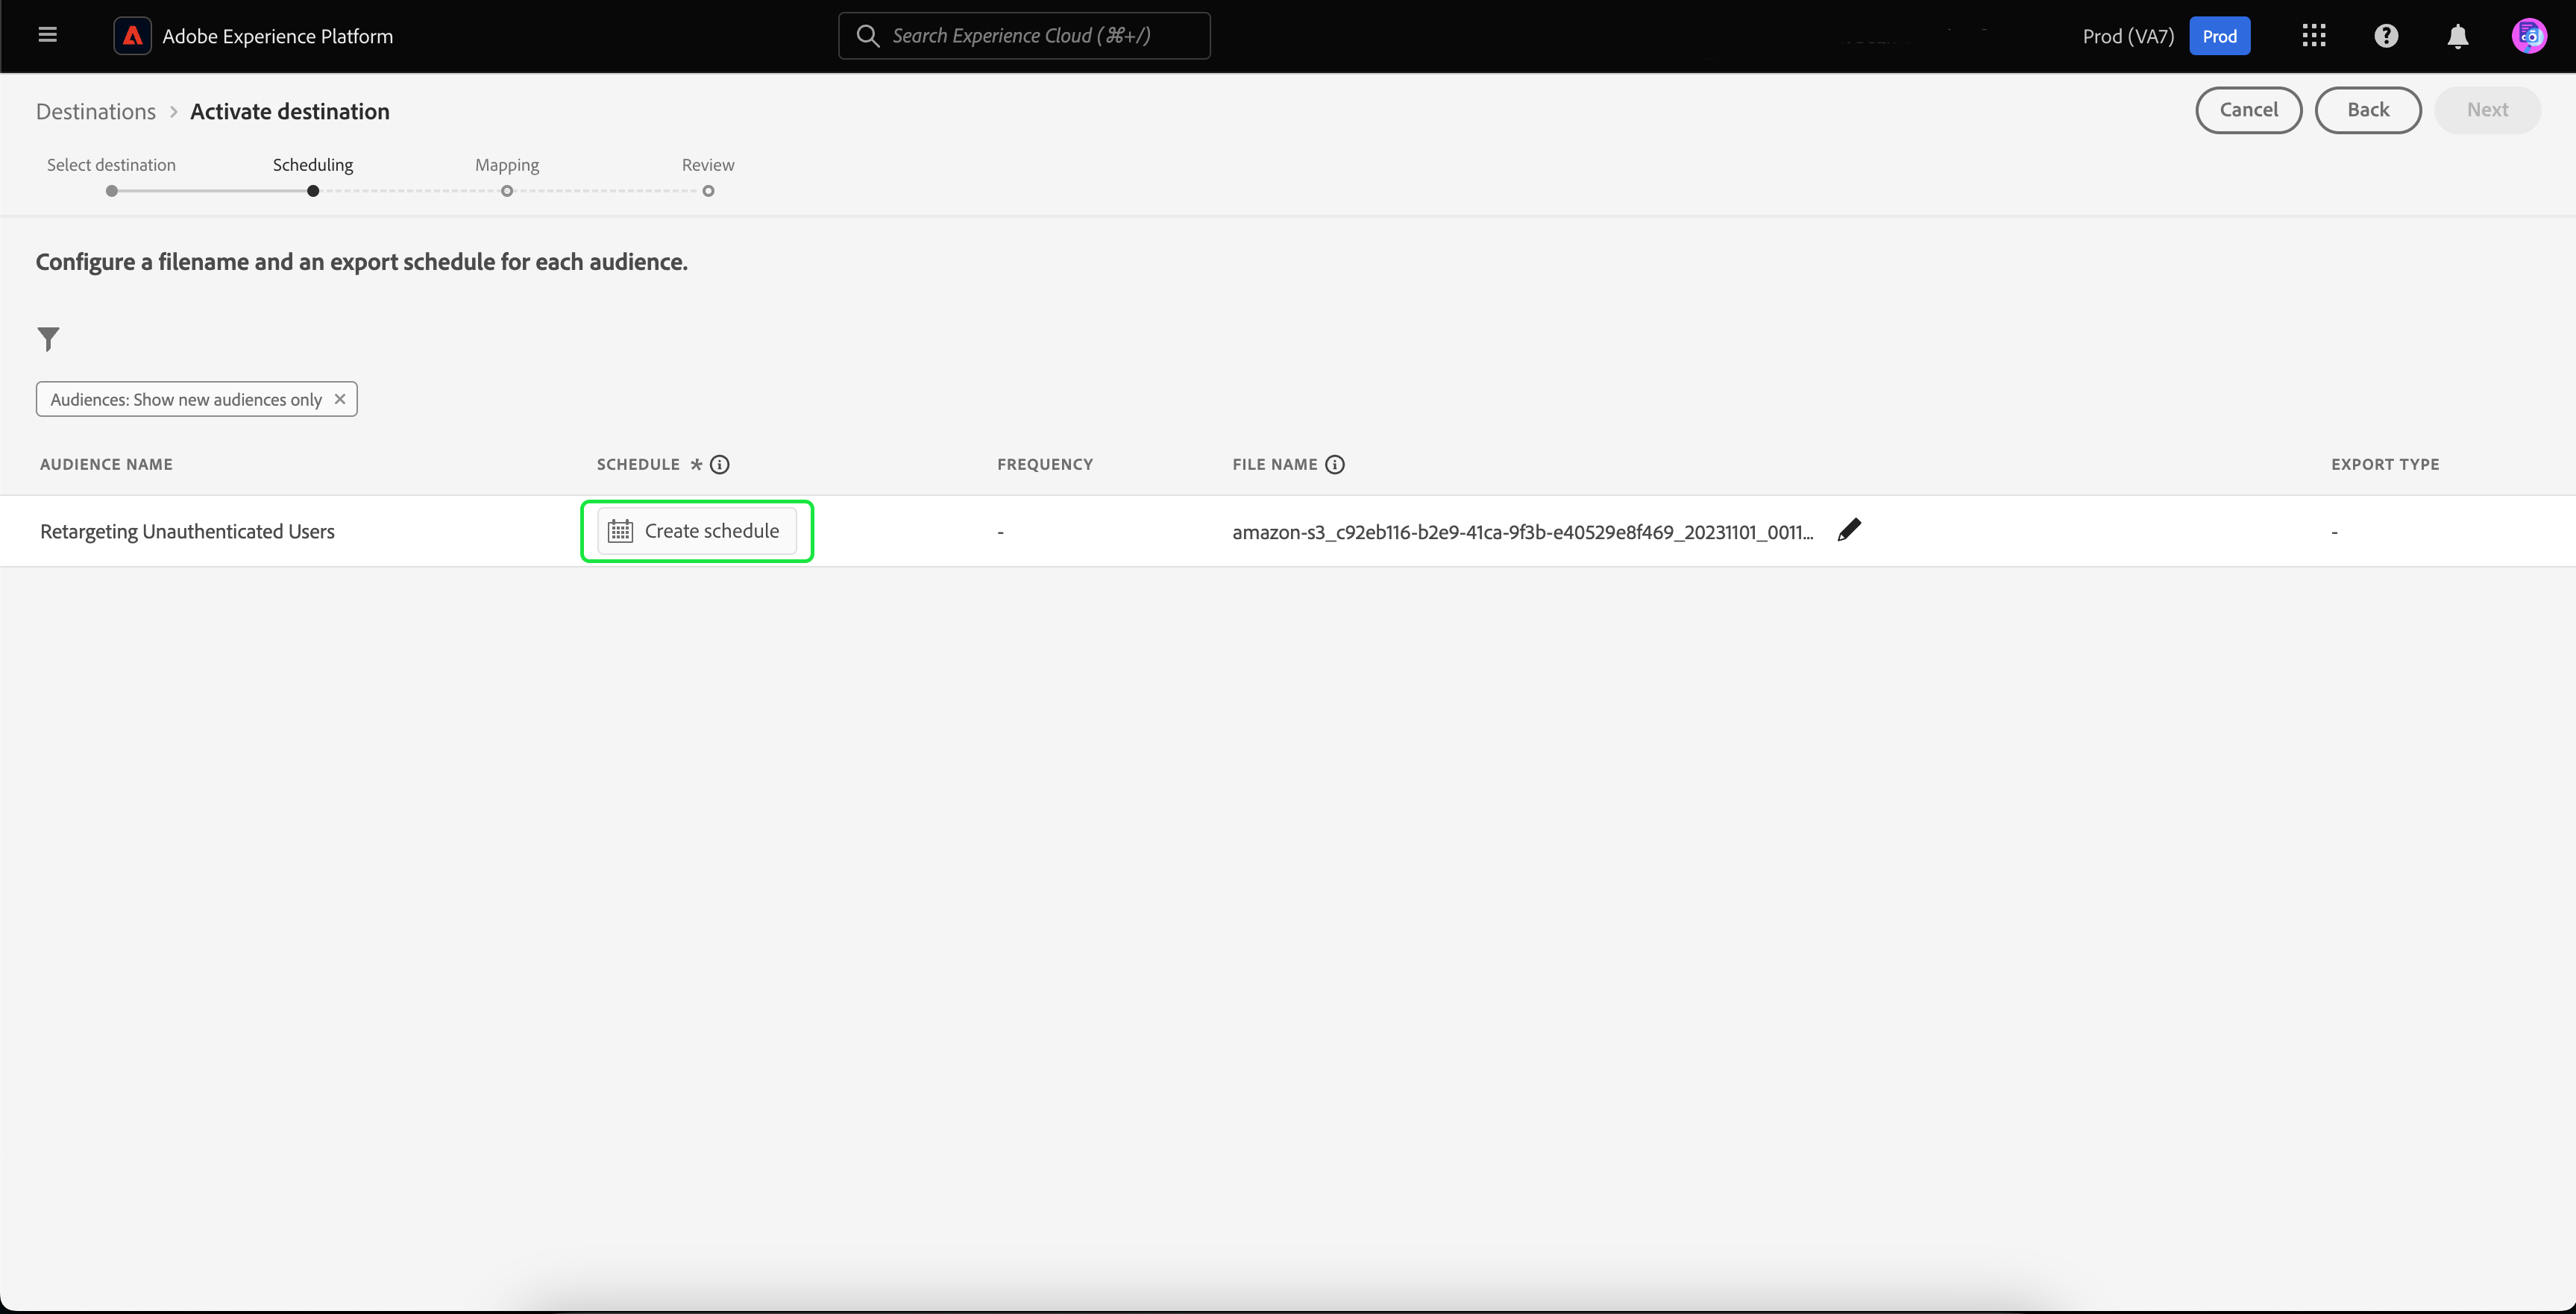 Adobe Experience Platform
Search Experience Cloud (⌘+/)
Prod (VA7)
Prod
Destinations > Activate destination
Cancel
Back
Next
Select destination
Scheduling
Mapping
Review
Configure a filename and an export schedule for each audience.
Audiences: Show new audiences only ✕
AUDIENCE NAME
SCHEDULE *
FREQUENCY
FILE NAME
EXPORT TYPE
Retargeting Unauthenticated Users
Create schedule
-
amazon-s3_c92eb116-b2e9-41ca-9f3b-e40529e8f469_20231101_0011...
-